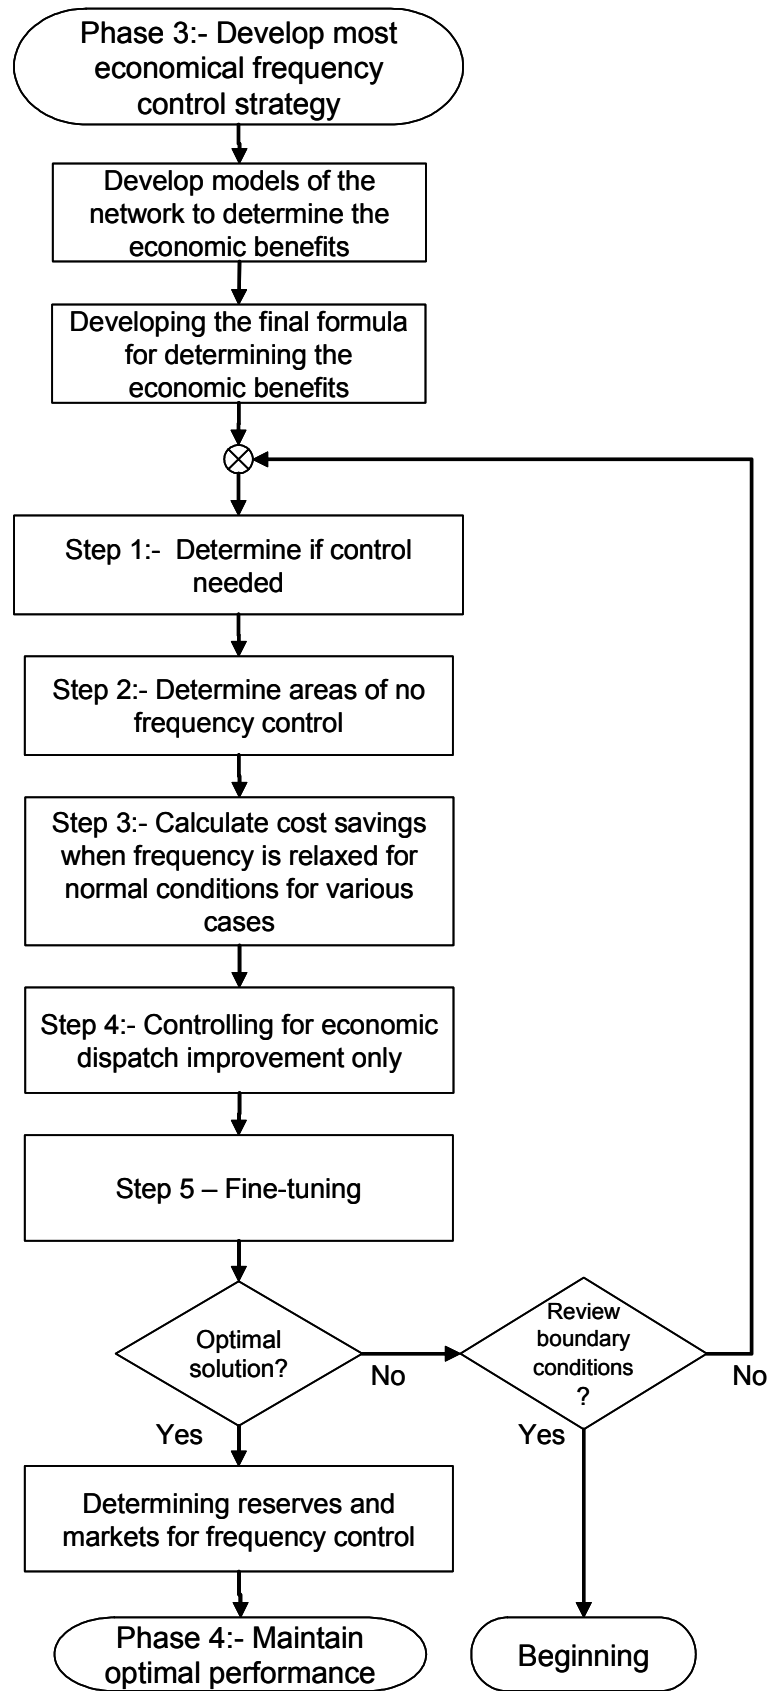 Phase 3:- Develop most
economical frequency
control strategy
Develop models of the
network to determine the
economic benefits
Developing the final formula
for determining the
economic benefits
Step 1:- Determine if control
needed
Step 2:- Determine areas of no
frequency control
Step 3:- Calculate cost savings
when frequency is relaxed for
normal conditions for various
cases
Step 4:- Controlling for economic
dispatch improvement only
Step 5 – Fine-tuning
Optimal
solution?
No
Yes
Review
boundary
conditions
?
No
Yes
Determining reserves and
markets for frequency control
Phase 4:- Maintain
optimal performance
Beginning